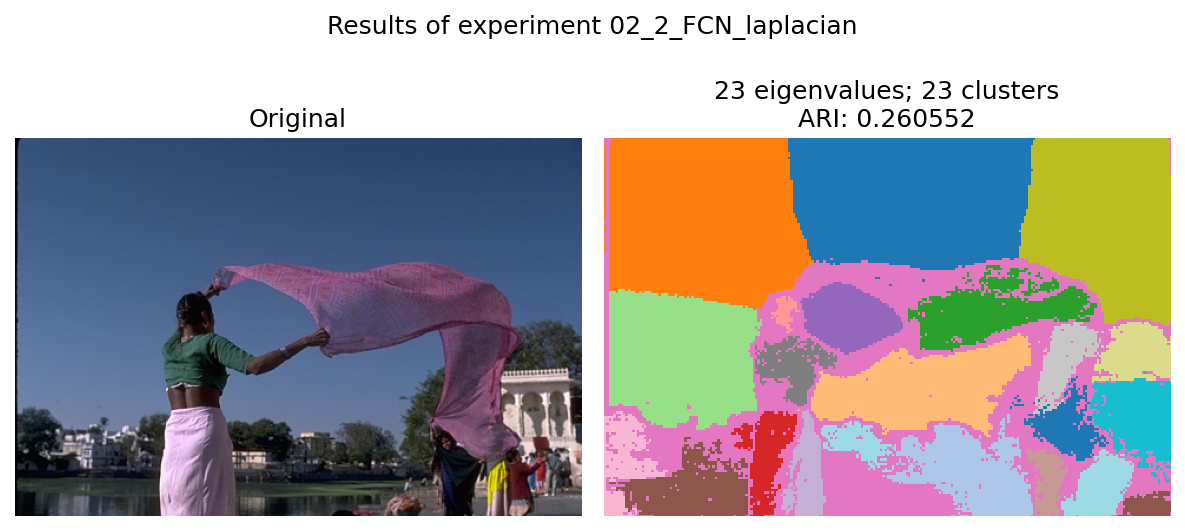 Results of experiment 02_2_FCN_laplacian
Original
23 eigenvalues; 23 clusters
ARI: 0.260552